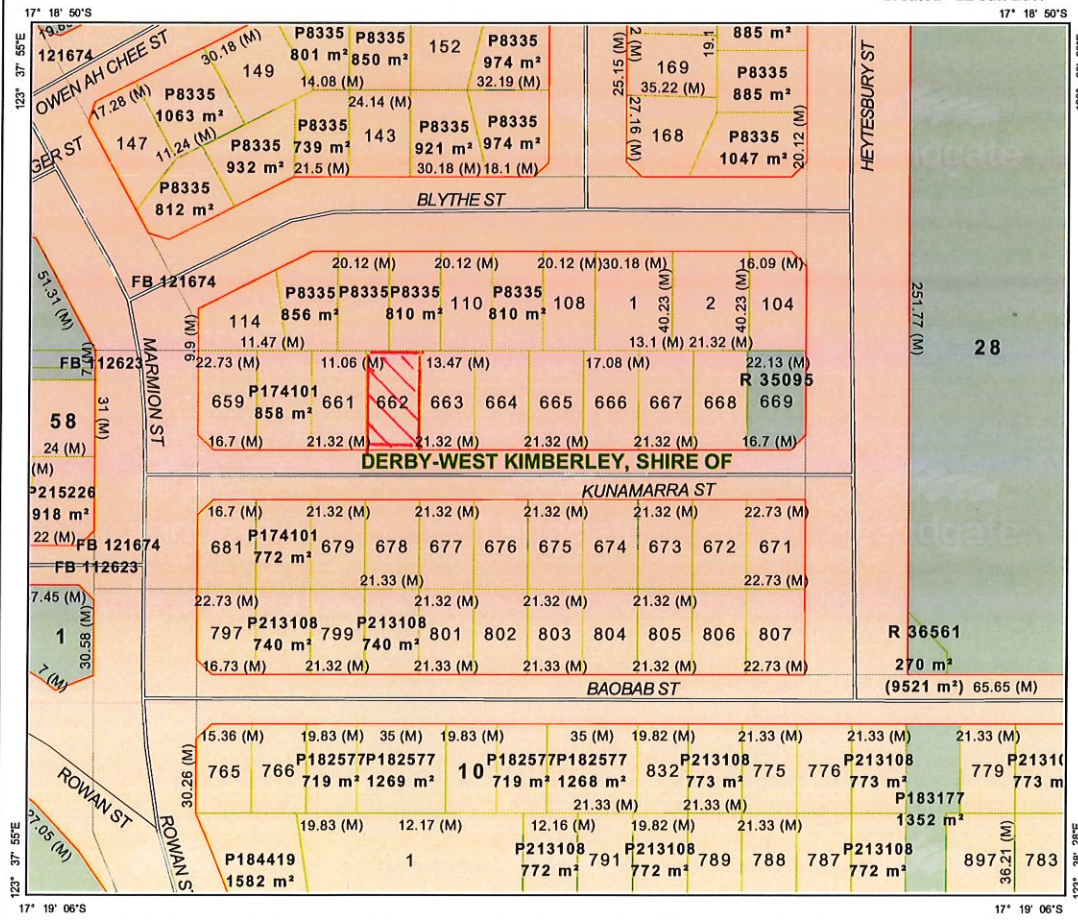 17° 18' 50"S
17° 18' 50"S
123° 37' 55"E
121674
OWEN AH CHEE ST
30.18 (M)
149
P8335
801 m²
P8335
850 m²
152
P8335
974 m²
14.08 (M)
32.19 (M)
25.15 (M)
2 (M)
19.1
169
35.22 (M)
885 m²
P8335
885 m²
HEYTESBURY ST
17.28 (M)
P8335
1063 m²
24.14 (M)
147
11.24 (M)
P8335
932 m²
P8335
739 m²
21.5 (M)
143
P8335
921 m²
P8335
974 m²
30.18 (M)
18.1 (M)
27.16 (M)
168
P8335
1047 m²
20.12 (M)
GER ST
P8335
812 m²
BLYTHE ST
51.31 (M)
FB 121674
20.12 (M)
20.12 (M)
20.12 (M)
30.18 (M)
16.09 (M)
114
P8335
856 m²
P8335
P8335
810 m²
110
P8335
810 m²
108
1
40.23 (M)
2
40.23 (M)
104
251.77 (M)
28
11.47 (M)
13.1 (M)
21.32 (M)
9.9 (M)
MARMION ST
FB 112623
22.73 (M)
11.06 (M)
13.47 (M)
17.08 (M)
22.13 (M)
R 35095
659
P174101
858 m²
661
662
663
664
665
666
667
668
669
58
31 (M)
24 (M)
16.7 (M)
21.32 (M)
21.32 (M)
21.32 (M)
21.32 (M)
16.7 (M)
DERBY-WEST KIMBERLEY, SHIRE OF
(M)
P215226
918 m²
22 (M)
KUNAMARRA ST
16.7 (M)
21.32 (M)
21.32 (M)
21.32 (M)
21.32 (M)
22.73 (M)
FB 121674
FB 112623
681
P174101
772 m²
679
678
677
676
675
674
673
672
671
21.33 (M)
22.73 (M)
7.45 (M)
1
30.58 (M)
7 (M)
22.73 (M)
21.32 (M)
21.32 (M)
21.32 (M)
797
P213108
740 m²
799
P213108
740 m²
801
802
803
804
805
806
807
16.73 (M)
21.32 (M)
21.33 (M)
21.33 (M)
21.32 (M)
22.73 (M)
R 36561
270 m²
(9521 m²)
65.65 (M)
BAOBAB ST
15.36 (M)
19.83 (M)
35 (M)
19.83 (M)
35 (M)
19.82 (M)
21.33 (M)
21.33 (M)
21.33 (M)
30.26 (M)
765
766
P182577
719 m²
P182577
1269 m²
10
P182577
719 m²
P182577
1268 m²
832
P213108
773 m²
775
776
P213108
773 m²
779
P21310
773 m
21.33 (M)
21.33 (M)
P183177
1352 m²
ROWAN ST
ROWAN ST
27.05 (M)
19.83 (M)
12.17 (M)
12.16 (M)
19.82 (M)
21.33 (M)
P184419
1582 m²
1
P213108
772 m²
791
P213108
772 m²
789
788
787
P213108
772 m²
897
36.21 (M)
783
123° 37' 55"E
17° 19' 06"S
17° 19' 06"S